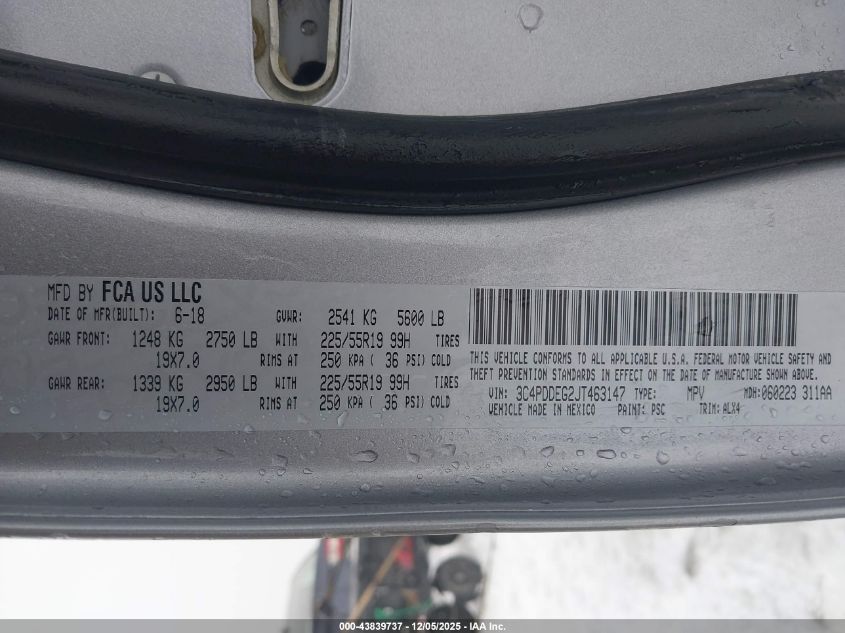 MFD BY FCA US LLC
DATE OF MFR(BUILT): 6-18 GVWR: 2541 KG 5600 LB
GAWR FRONT: 1248 KG 2750 LB WITH 225/55R19 99H TIRES
19X7.0 RIMS AT 250 KPA ( 36 PSI) COLD
GAWR REAR: 1339 KG 2950 LB WITH 225/55R19 99H TIRES
19X7.0 RIMS AT 250 KPA ( 36 PSI) COLD
THIS VEHICLE CONFORMS TO ALL APPLICABLE U.S.A. FEDERAL MOTOR VEHICLE SAFETY AND
THEFT PREVENTION STANDARDS IN EFFECT ON THE DATE OF MANUFACTURE SHOWN ABOVE.
VIN: 3C4PDDEG2JT463147 TYPE: MPV MDH: 060223 311AA
VEHICLE MADE IN MEXICO PAINT: PSC TRIM: ALX4
000-43839737 - 12/05/2025 - IAA Inc.